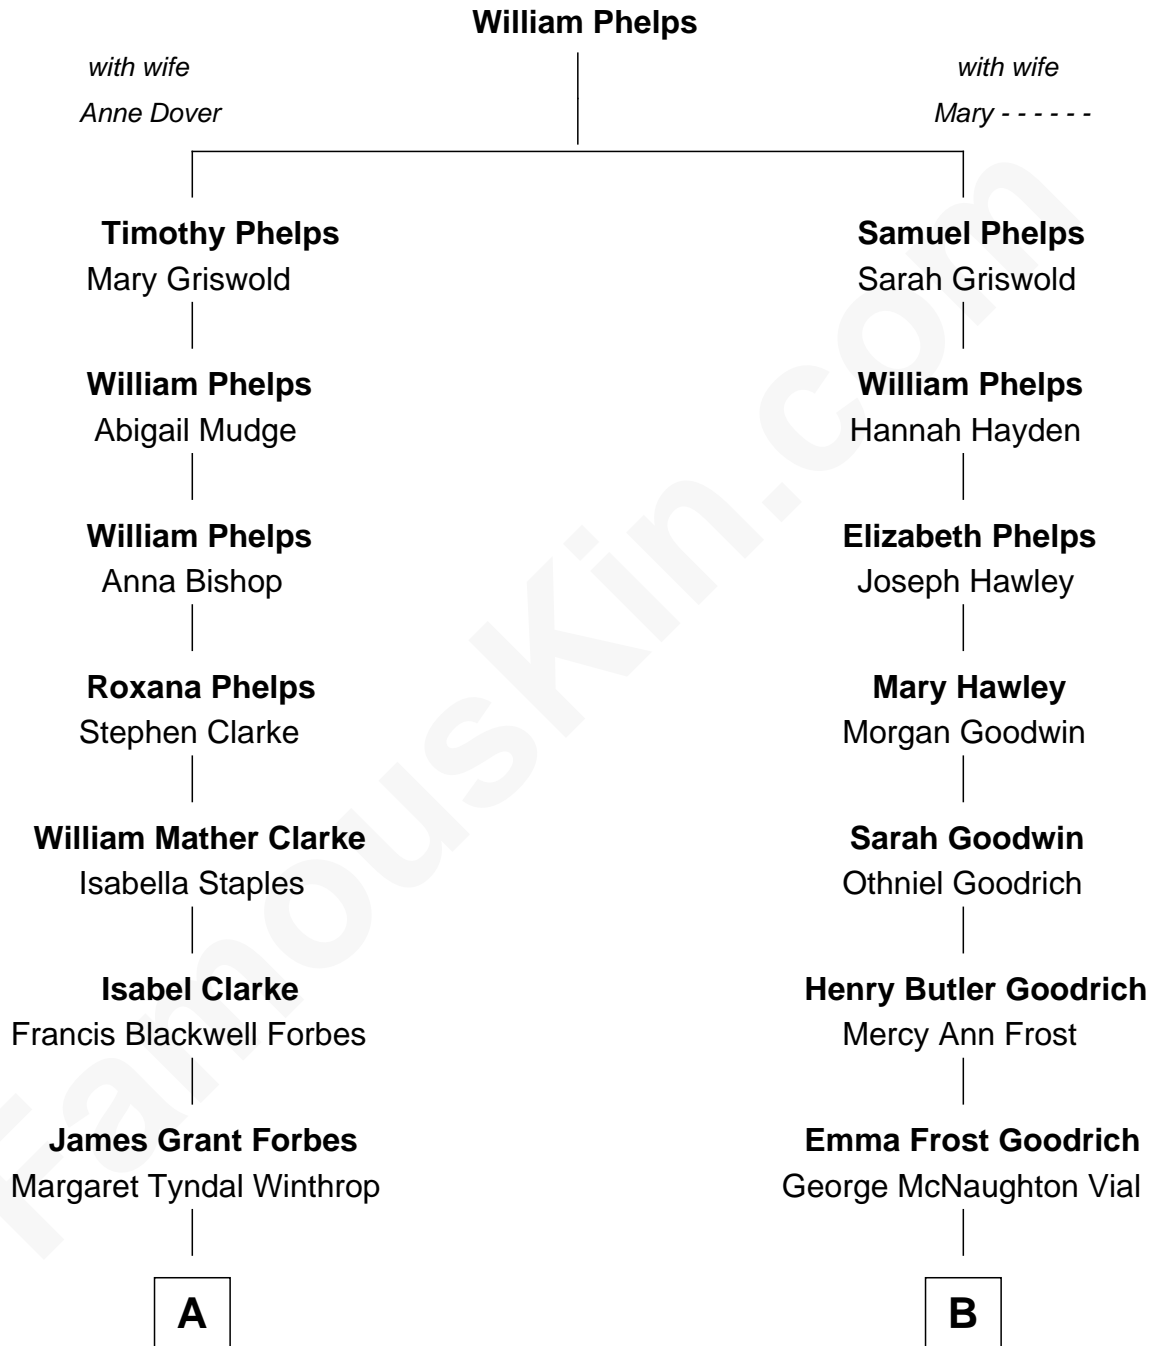 William Phelps
with wife
Anne Dover
with wife
Mary - - - - - -
Timothy Phelps
Mary Griswold
William Phelps
Abigail Mudge
William Phelps
Anna Bishop
Roxana Phelps
Stephen Clarke
William Mather Clarke
Isabella Staples
Isabel Clarke
Francis Blackwell Forbes
James Grant Forbes
Margaret Tyndal Winthrop
A
Samuel Phelps
Sarah Griswold
William Phelps
Hannah Hayden
Elizabeth Phelps
Joseph Hawley
Mary Hawley
Morgan Goodwin
Sarah Goodwin
Othniel Goodrich
Henry Butler Goodrich
Mercy Ann Frost
Emma Frost Goodrich
George McNaughton Vial
B
FamousKin.com